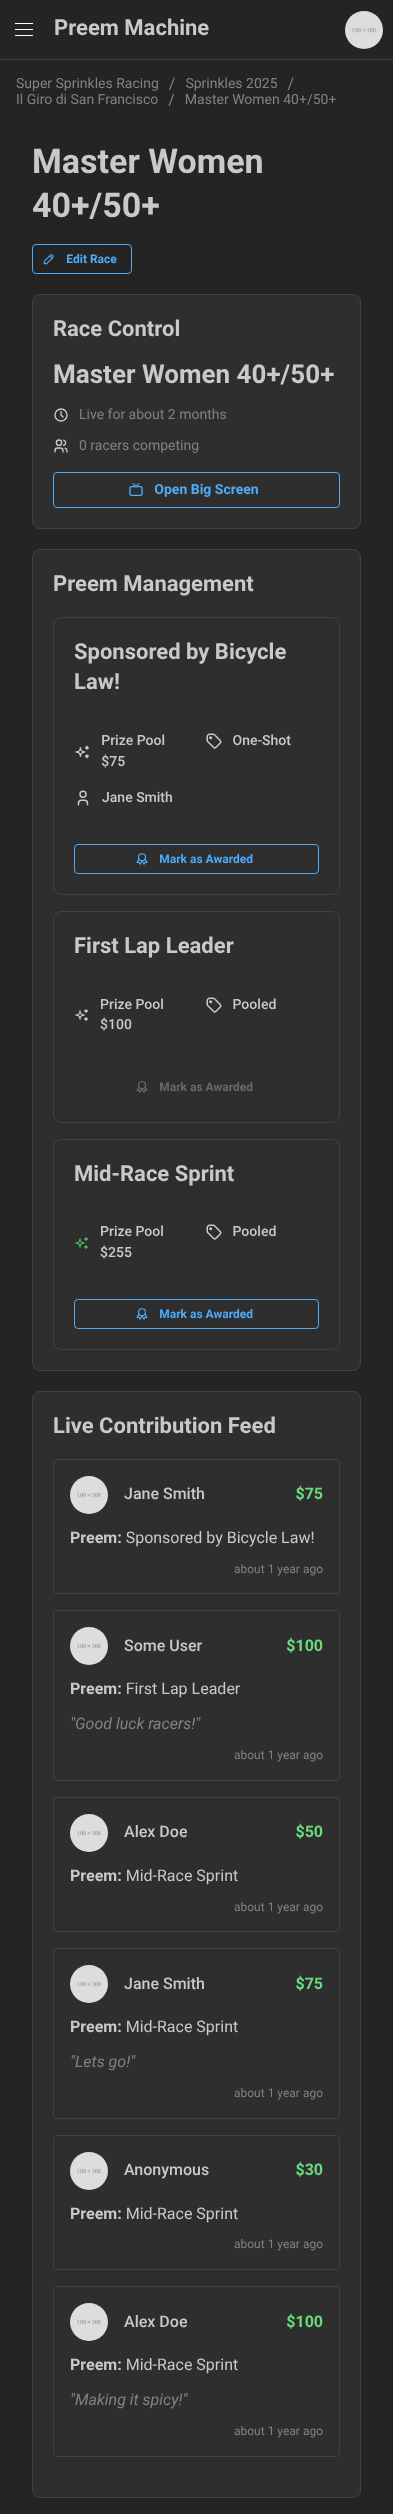 Preem Machine
100 × 100
Super Sprinkles Racing / Sprinkles 2025 /
Il Giro di San Francisco / Master Women 40+/50+
Master Women
40+/50+
Edit Race
Race Control
Master Women 40+/50+
Live for about 2 months
0 racers competing
Open Big Screen
Preem Management
Sponsored by Bicycle
Law!
Prize Pool
$75
One-Shot
Jane Smith
Mark as Awarded
First Lap Leader
Prize Pool
$100
Pooled
Mark as Awarded
Mid-Race Sprint
Prize Pool
$255
Pooled
Mark as Awarded
Live Contribution Feed
100 × 100
Jane Smith
$75
Preem: Sponsored by Bicycle Law!
about 1 year ago
100 × 100
Some User
$100
Preem: First Lap Leader
"Good luck racers!"
about 1 year ago
100 × 100
Alex Doe
$50
Preem: Mid-Race Sprint
about 1 year ago
100 × 100
Jane Smith
$75
Preem: Mid-Race Sprint
"Lets go!"
about 1 year ago
100 × 100
Anonymous
$30
Preem: Mid-Race Sprint
about 1 year ago
100 × 100
Alex Doe
$100
Preem: Mid-Race Sprint
"Making it spicy!"
about 1 year ago